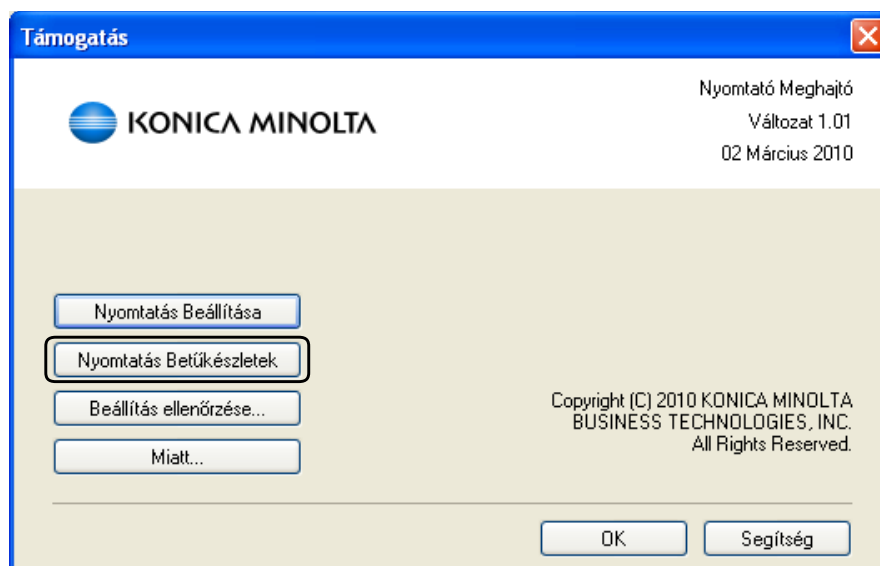 Támogatás
KONICA MINOLTA
Nyomtató Meghajtó
Változat 1.01
02 Március 2010
Nyomtatás Beállítása
Nyomtatás Betűkészletek
Beállítás ellenőrzése...
Miatt...
Copyright (C) 2010 KONICA MINOLTA
BUSINESS TECHNOLOGIES, INC.
All Rights Reserved.
OK
Segítség